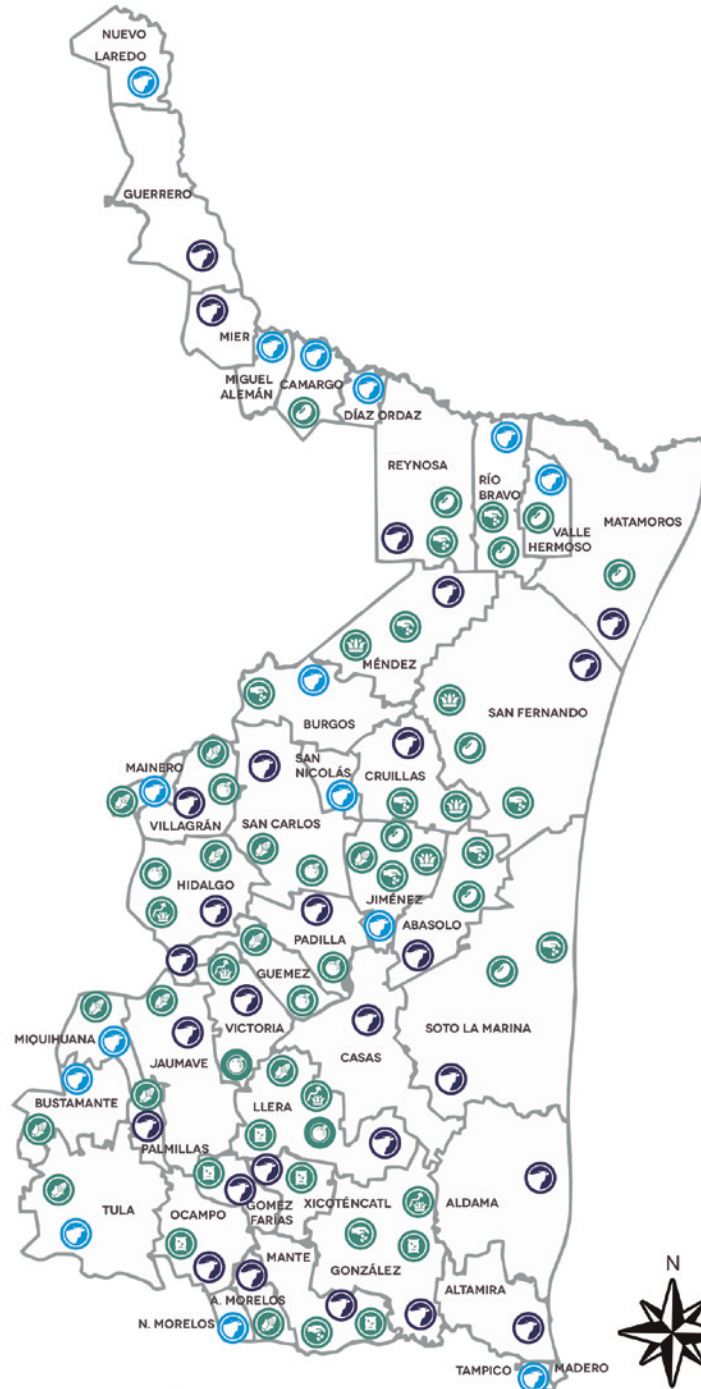 NUEVO
LAREDO
GUERRERO
MIER
MIGUEL
ALEMÁN
CAMARGO
DÍAZ ORDAZ
REYNOSA
RÍO
BRAVO
VALLE
HERMOSO
MATAMOROS
MÉNDEZ
BURGOS
SAN FERNANDO
MAINERO
SAN
NICOLÁS
CRUILLAS
VILLAGRÁN
SAN CARLOS
HIDALGO
JIMÉNEZ
PADILLA
ABASOLO
GUEMEZ
VICTORIA
SOTO LA MARINA
MIQUIHUANA
JAUMAVE
CASAS
BUSTAMANTE
LLERA
PALMILLAS
TULA
OCAMPO
GOMEZ
FARÍAS
XICOTÉNCATL
ALDAMA
MANTE
GONZÁLEZ
A. MORELOS
N. MORELOS
ALTAMIRA
TAMPICO
MADERO
N